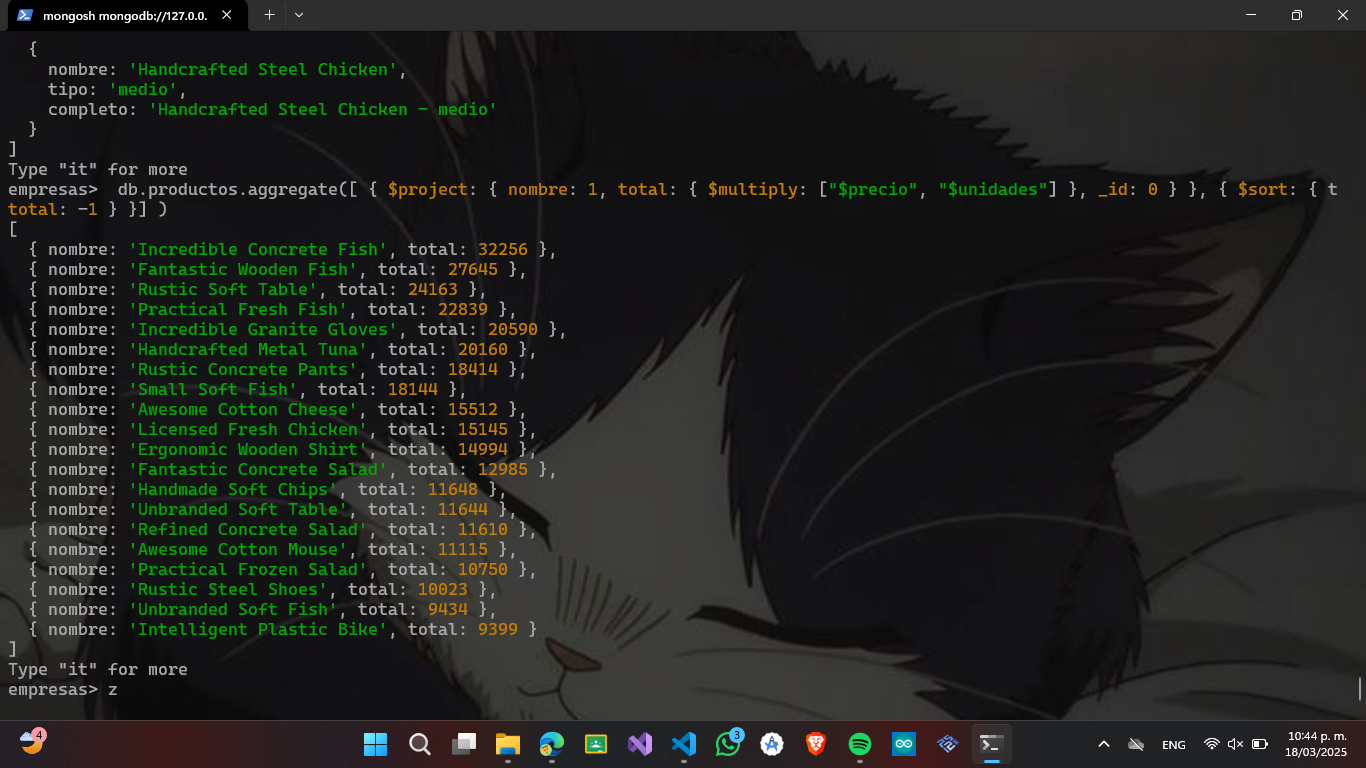 mongosh mongodb://127.0.0.
{
nombre: 'Handcrafted Steel Chicken',
tipo: 'medio',
completo: 'Handcrafted Steel Chicken - medio'
}
]
Type "it" for more
empresas>  db.productos.aggregate([ { $project: { nombre: 1, total: { $multiply: ["$precio", "$unidades"] }, _id: 0 } }, { $sort: { t
total: -1 } }] )
[
{ nombre: 'Incredible Concrete Fish', total: 32256 },
{ nombre: 'Fantastic Wooden Fish', total: 27645 },
{ nombre: 'Rustic Soft Table', total: 24163 },
{ nombre: 'Practical Fresh Fish', total: 22839 },
{ nombre: 'Incredible Granite Gloves', total: 20590 },
{ nombre: 'Handcrafted Metal Tuna', total: 20160 },
{ nombre: 'Rustic Concrete Pants', total: 18414 },
{ nombre: 'Small Soft Fish', total: 18144 },
{ nombre: 'Awesome Cotton Cheese', total: 15512 },
{ nombre: 'Licensed Fresh Chicken', total: 15145 },
{ nombre: 'Ergonomic Wooden Shirt', total: 14994 },
{ nombre: 'Fantastic Concrete Salad', total: 12985 },
{ nombre: 'Handmade Soft Chips', total: 11648 },
{ nombre: 'Unbranded Soft Table', total: 11644 },
{ nombre: 'Refined Concrete Salad', total: 11610 },
{ nombre: 'Awesome Cotton Mouse', total: 11115 },
{ nombre: 'Practical Frozen Salad', total: 10750 },
{ nombre: 'Rustic Steel Shoes', total: 10023 },
{ nombre: 'Unbranded Soft Fish', total: 9434 },
{ nombre: 'Intelligent Plastic Bike', total: 9399 }
]
Type "it" for more
empresas> z
4
3
ENG
10:44 p. m.
18/03/2025